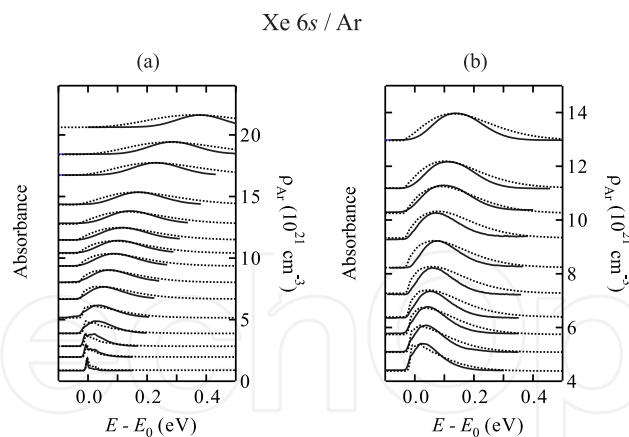 Xe 6s / Ar
(a)
(b)
Absorbance
20
15
10
5
0
ρAr (10^21 cm-3)
0.0 0.2 0.4
E - E0 (eV)
Absorbance
14
12
10
8
6
4
ρAr (10^21 cm-3)
0.0 0.2 0.4
E - E0 (eV)